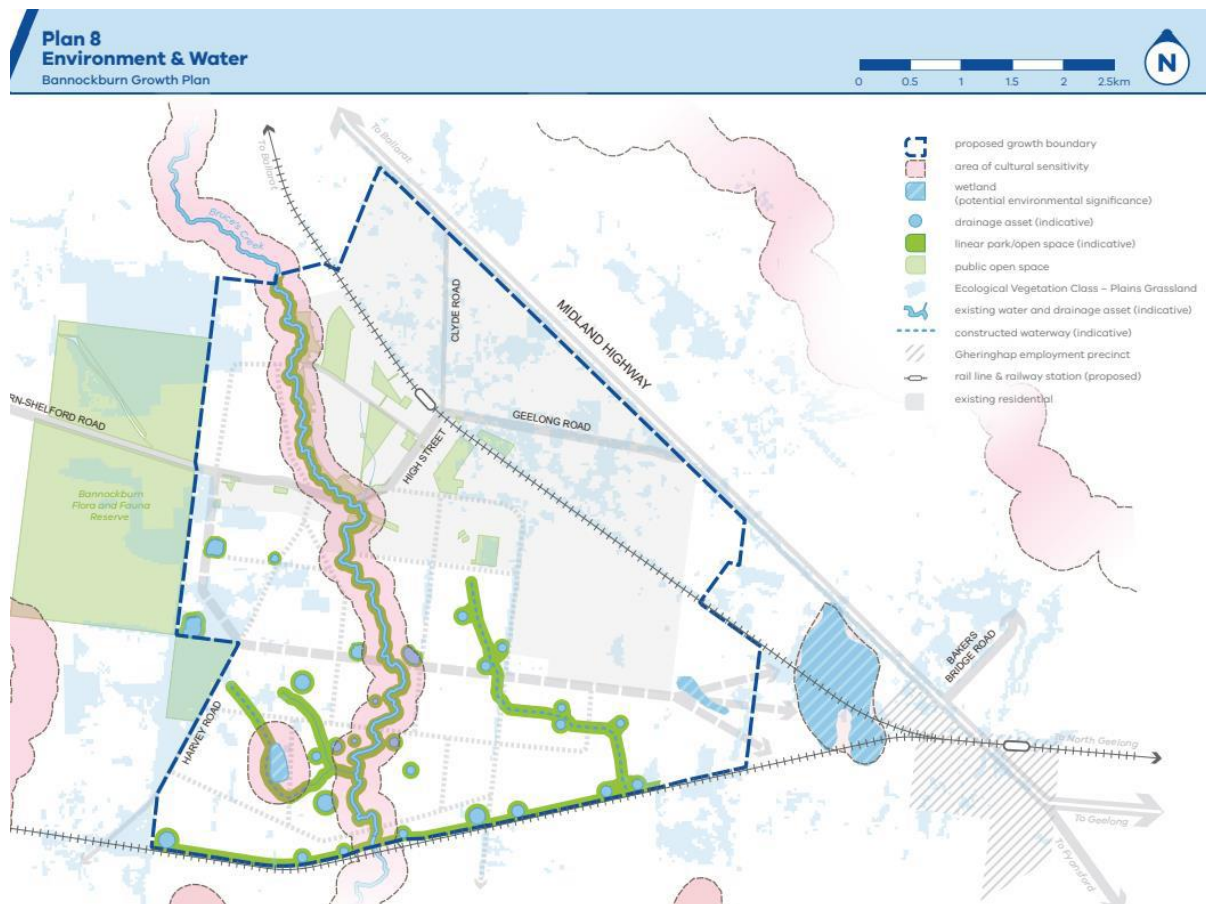 Plan 8
Environment & Water
Bannockburn Growth Plan
0 0.5 1 1.5 2 2.5km
N
proposed growth boundary
area of cultural sensitivity
wetland
(potential environmental significance)
drainage asset (indicative)
linear park/open space (indicative)
public open space
Ecological Vegetation Class – Plains Grassland
existing water and drainage asset (indicative)
constructed waterway (indicative)
Gheringhap employment precinct
rail line & railway station (proposed)
existing residential
To Ballarat
To Ballarat
Bruce's Creek
CLYDE ROAD
MIDLAND HIGHWAY
GEELONG ROAD
HIGH STREET
RN-SHELFORD ROAD
Bannockburn
Flora and Fauna
Reserve
HARVEY ROAD
BAKERS
BRIDGE ROAD
To North Geelong
To Geelong
To Fyansford